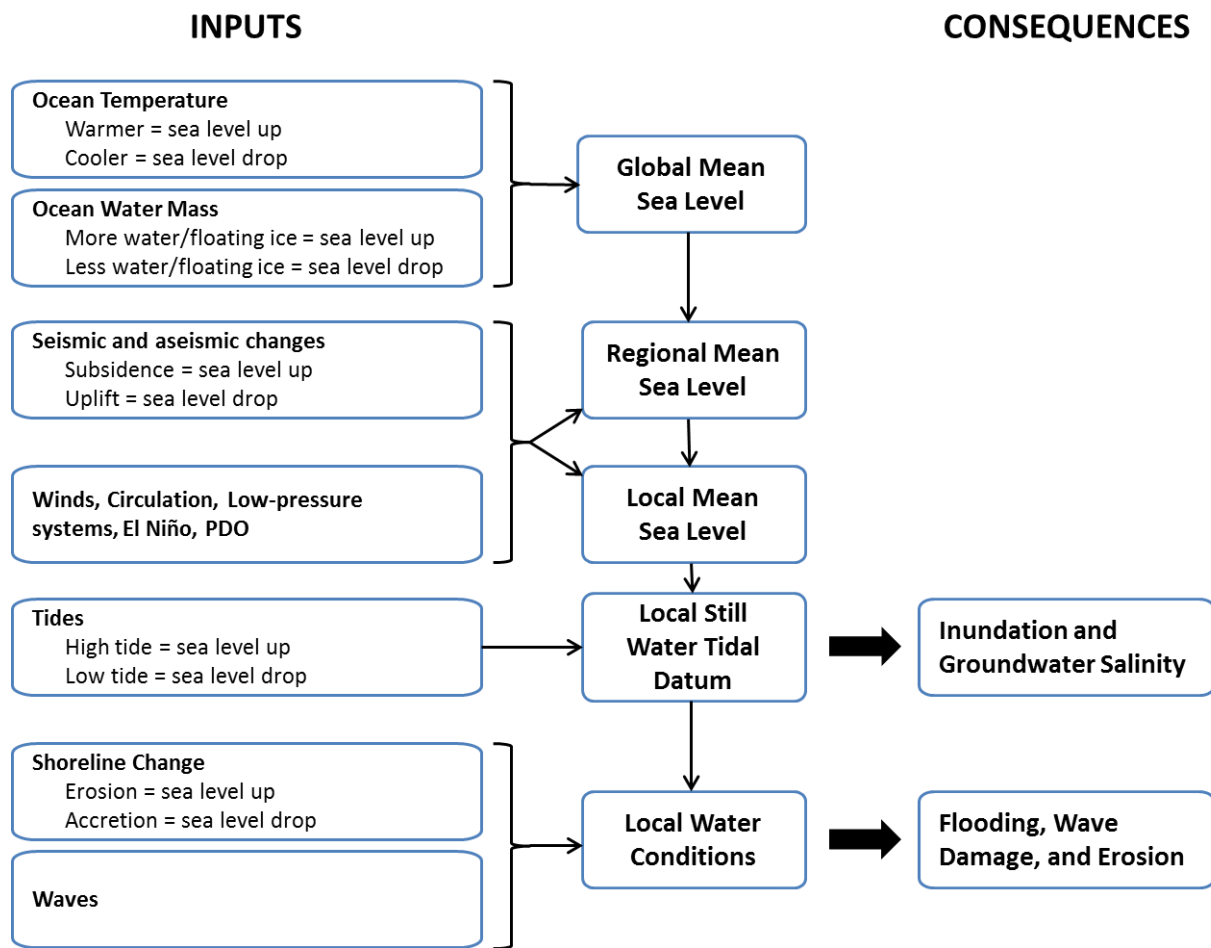 INPUTS
CONSEQUENCES
Ocean Temperature
Warmer = sea level up
Cooler = sea level drop
Ocean Water Mass
More water/floating ice = sea level up
Less water/floating ice = sea level drop
Global Mean
Sea Level
Seismic and aseismic changes
Subsidence = sea level up
Uplift = sea level drop
Regional Mean
Sea Level
Winds, Circulation, Low-pressure
systems, El Niño, PDO
Local Mean
Sea Level
Tides
High tide = sea level up
Low tide = sea level drop
Local Still
Water Tidal
Datum
Inundation and
Groundwater Salinity
Shoreline Change
Erosion = sea level up
Accretion = sea level drop
Waves
Local Water
Conditions
Flooding, Wave
Damage, and Erosion